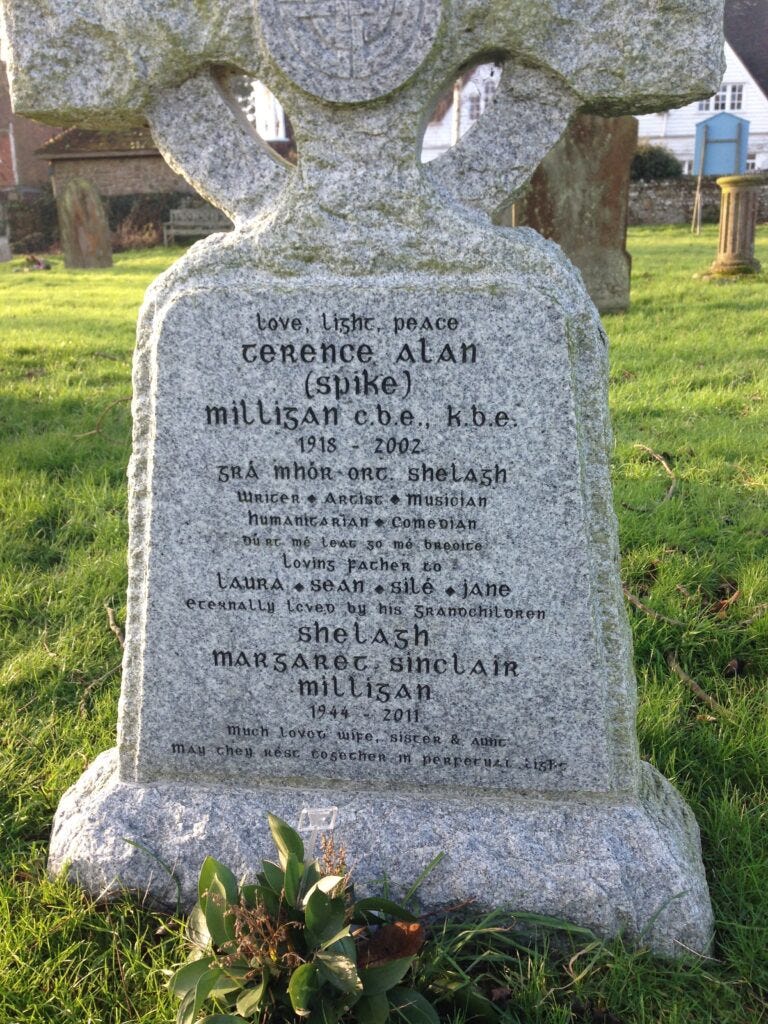 Love, light, peace
Terence Alan
(Spike)
Milligan c.b.e., k.b.e.
1918 - 2002
Grá mhór ort Shelagh
Writer ◆ Artist ◆ Musician
Humanitarian ◆ Comedian
Dúirt mé leat go mé breoite
Loving father to
Laura ◆ Sean ◆ Silé ◆ Jane
Eternally loved by his grandchildren
Shelagh
Margaret Sinclair
Milligan
1944 - 2011
Much loved wife, sister & aunt
May they rest together in perpetual light